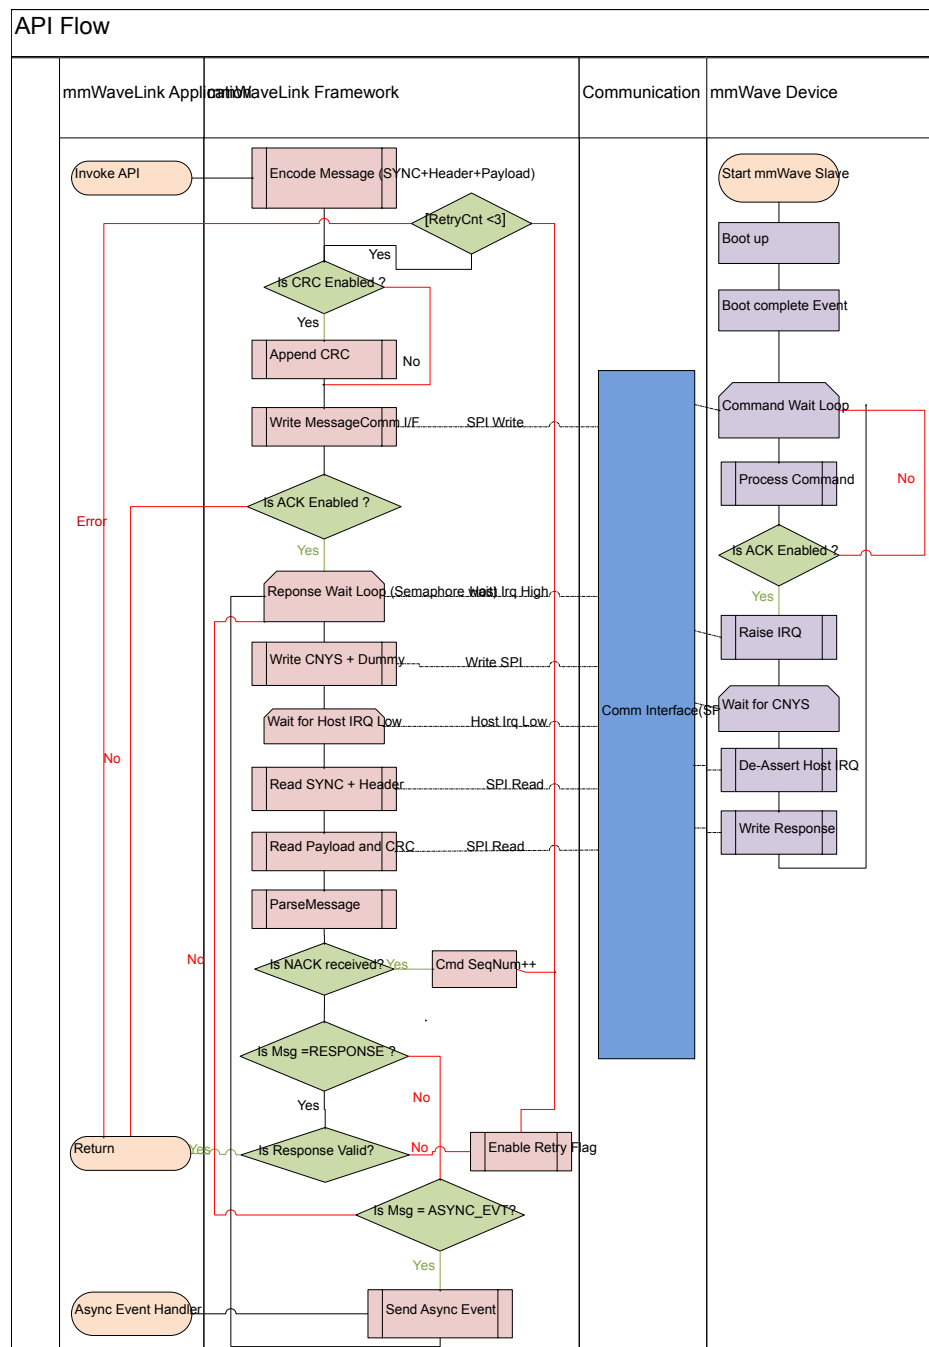 API Flow
mmWaveLink Application
mmWaveLink Framework
Communication
mmWave Device
Invoke API
Encode Message (SYNC+Header+Payload)
Start mmWave Slave
[RetryCnt <3]
Boot up
Yes
Is CRC Enabled ?
Boot complete Event
Yes
Append CRC
No
Command Wait Loop
Write MessageComm I/F
SPI Write
Process Command
No
Is ACK Enabled ?
Error
Is ACK Enabled ?
Yes
Yes
Reponse Wait Loop (Semaphore wait)
Host Irq High
Raise IRQ
Write CNYS + Dummy
Write SPI
Wait for CNYS
Comm Interface(SP
Wait for Host IRQ Low
Host Irq Low
No
De-Assert Host IRQ
Read SYNC + Header
SPI Read
Write Response
Read Payload and CRC
SPI Read
ParseMessage
No
Is NACK received?
Yes
Cmd SeqNum++
Is Msg =RESPONSE ?
No
Yes
Return
Yes
Is Response Valid?
No
Enable Retry Flag
Is Msg = ASYNC_EVT?
Yes
Async Event Handler
Send Async Event